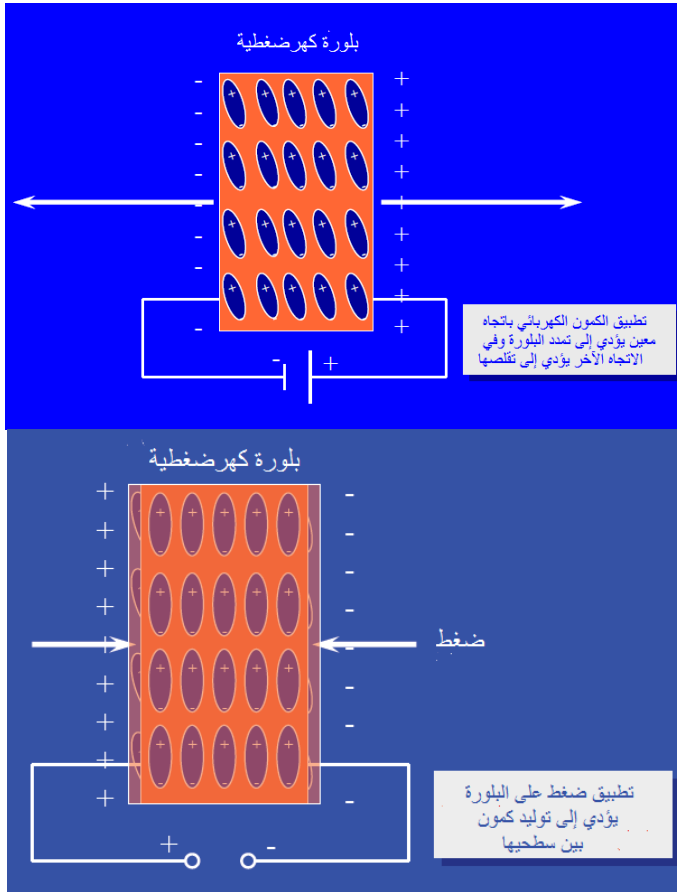 بلورة كهرضغطية
تطبيق الكمون الكهربائي باتجاه
معين يؤدي إلى تمدد البلورة وفي
الاتجاه الآخر يؤدي إلى تقلصها
بلورة كهرضغطية
ضغط
تطبيق ضغط على البلورة
يؤدي إلى توليد كمون
بين سطحيها